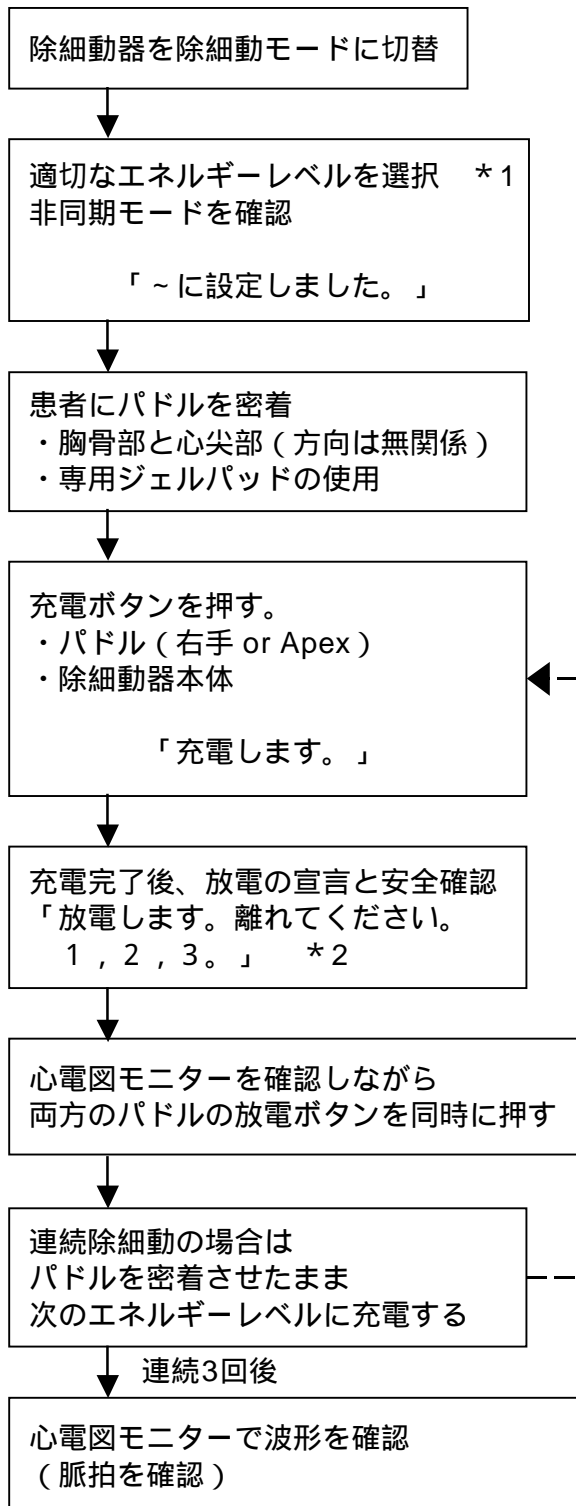 除細動器を除細動モードに切替
適切なエネルギーレベルを選択　*1
非同期モードを確認
「~に設定しました。」
患者にパドルを密着
・胸骨部と心尖部（方向は無関係）
・専用ジェルパッドの使用
充電ボタンを押す。
・パドル（右手 or Apex）
・除細動器本体
「充電します。」
充電完了後、放電の宣言と安全確認
「放電します。離れてください。
１，２，３。」　*2
心電図モニターを確認しながら
両方のパドルの放電ボタンを同時に押す
連続除細動の場合は
パドルを密着させたまま
次のエネルギーレベルに充電する
連続3回後
心電図モニターで波形を確認
（脈拍を確認）